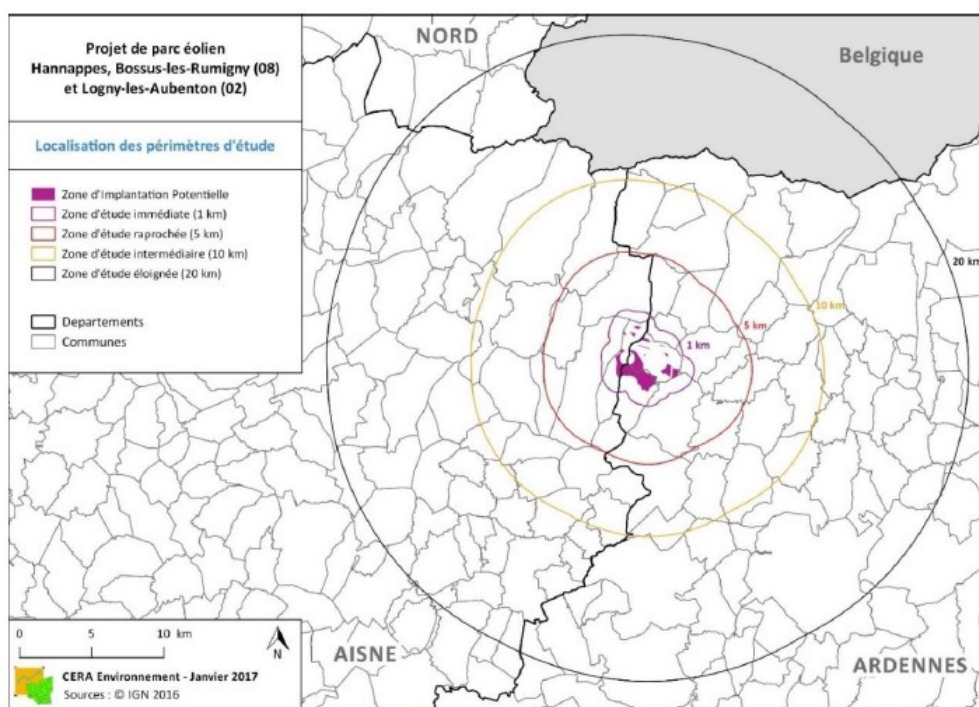 Projet de parc éolien
Hannappes, Bossus-les-Rumigny (08)
et Logny-les-Aubenton (02)
Localisation des périmètres d'étude
Zone d'Implantation Potentielle
Zone d'étude immédiate (1 km)
Zone d'étude raprochée (5 km)
Zone d'étude intermédiaire (10 km)
Zone d'étude éloignée (20 km)
Departements
Communes
NORD
Belgique
20 km
10 km
5 km
1 km
AISNE
ARDENNES
0 5 10 km
N
CERA Environnement - Janvier 2017
Sources : © IGN 2016